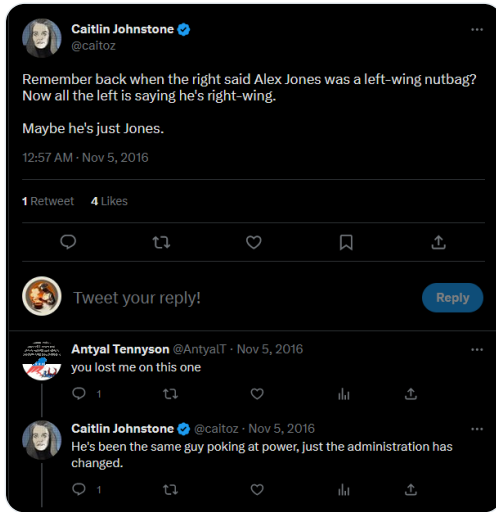 Caitlin Johnstone
@caitoz
Remember back when the right said Alex Jones was a left-wing nutbag?
Now all the left is saying he's right-wing.
Maybe he's just Jones.
12:57 AM · Nov 5, 2016
1 Retweet 4 Likes
Tweet your reply!
Reply
Antyal Tennyson @AntyalT · Nov 5, 2016
you lost me on this one
1
Caitlin Johnstone @caitoz · Nov 5, 2016
He's been the same guy poking at power, just the administration has
changed.
1